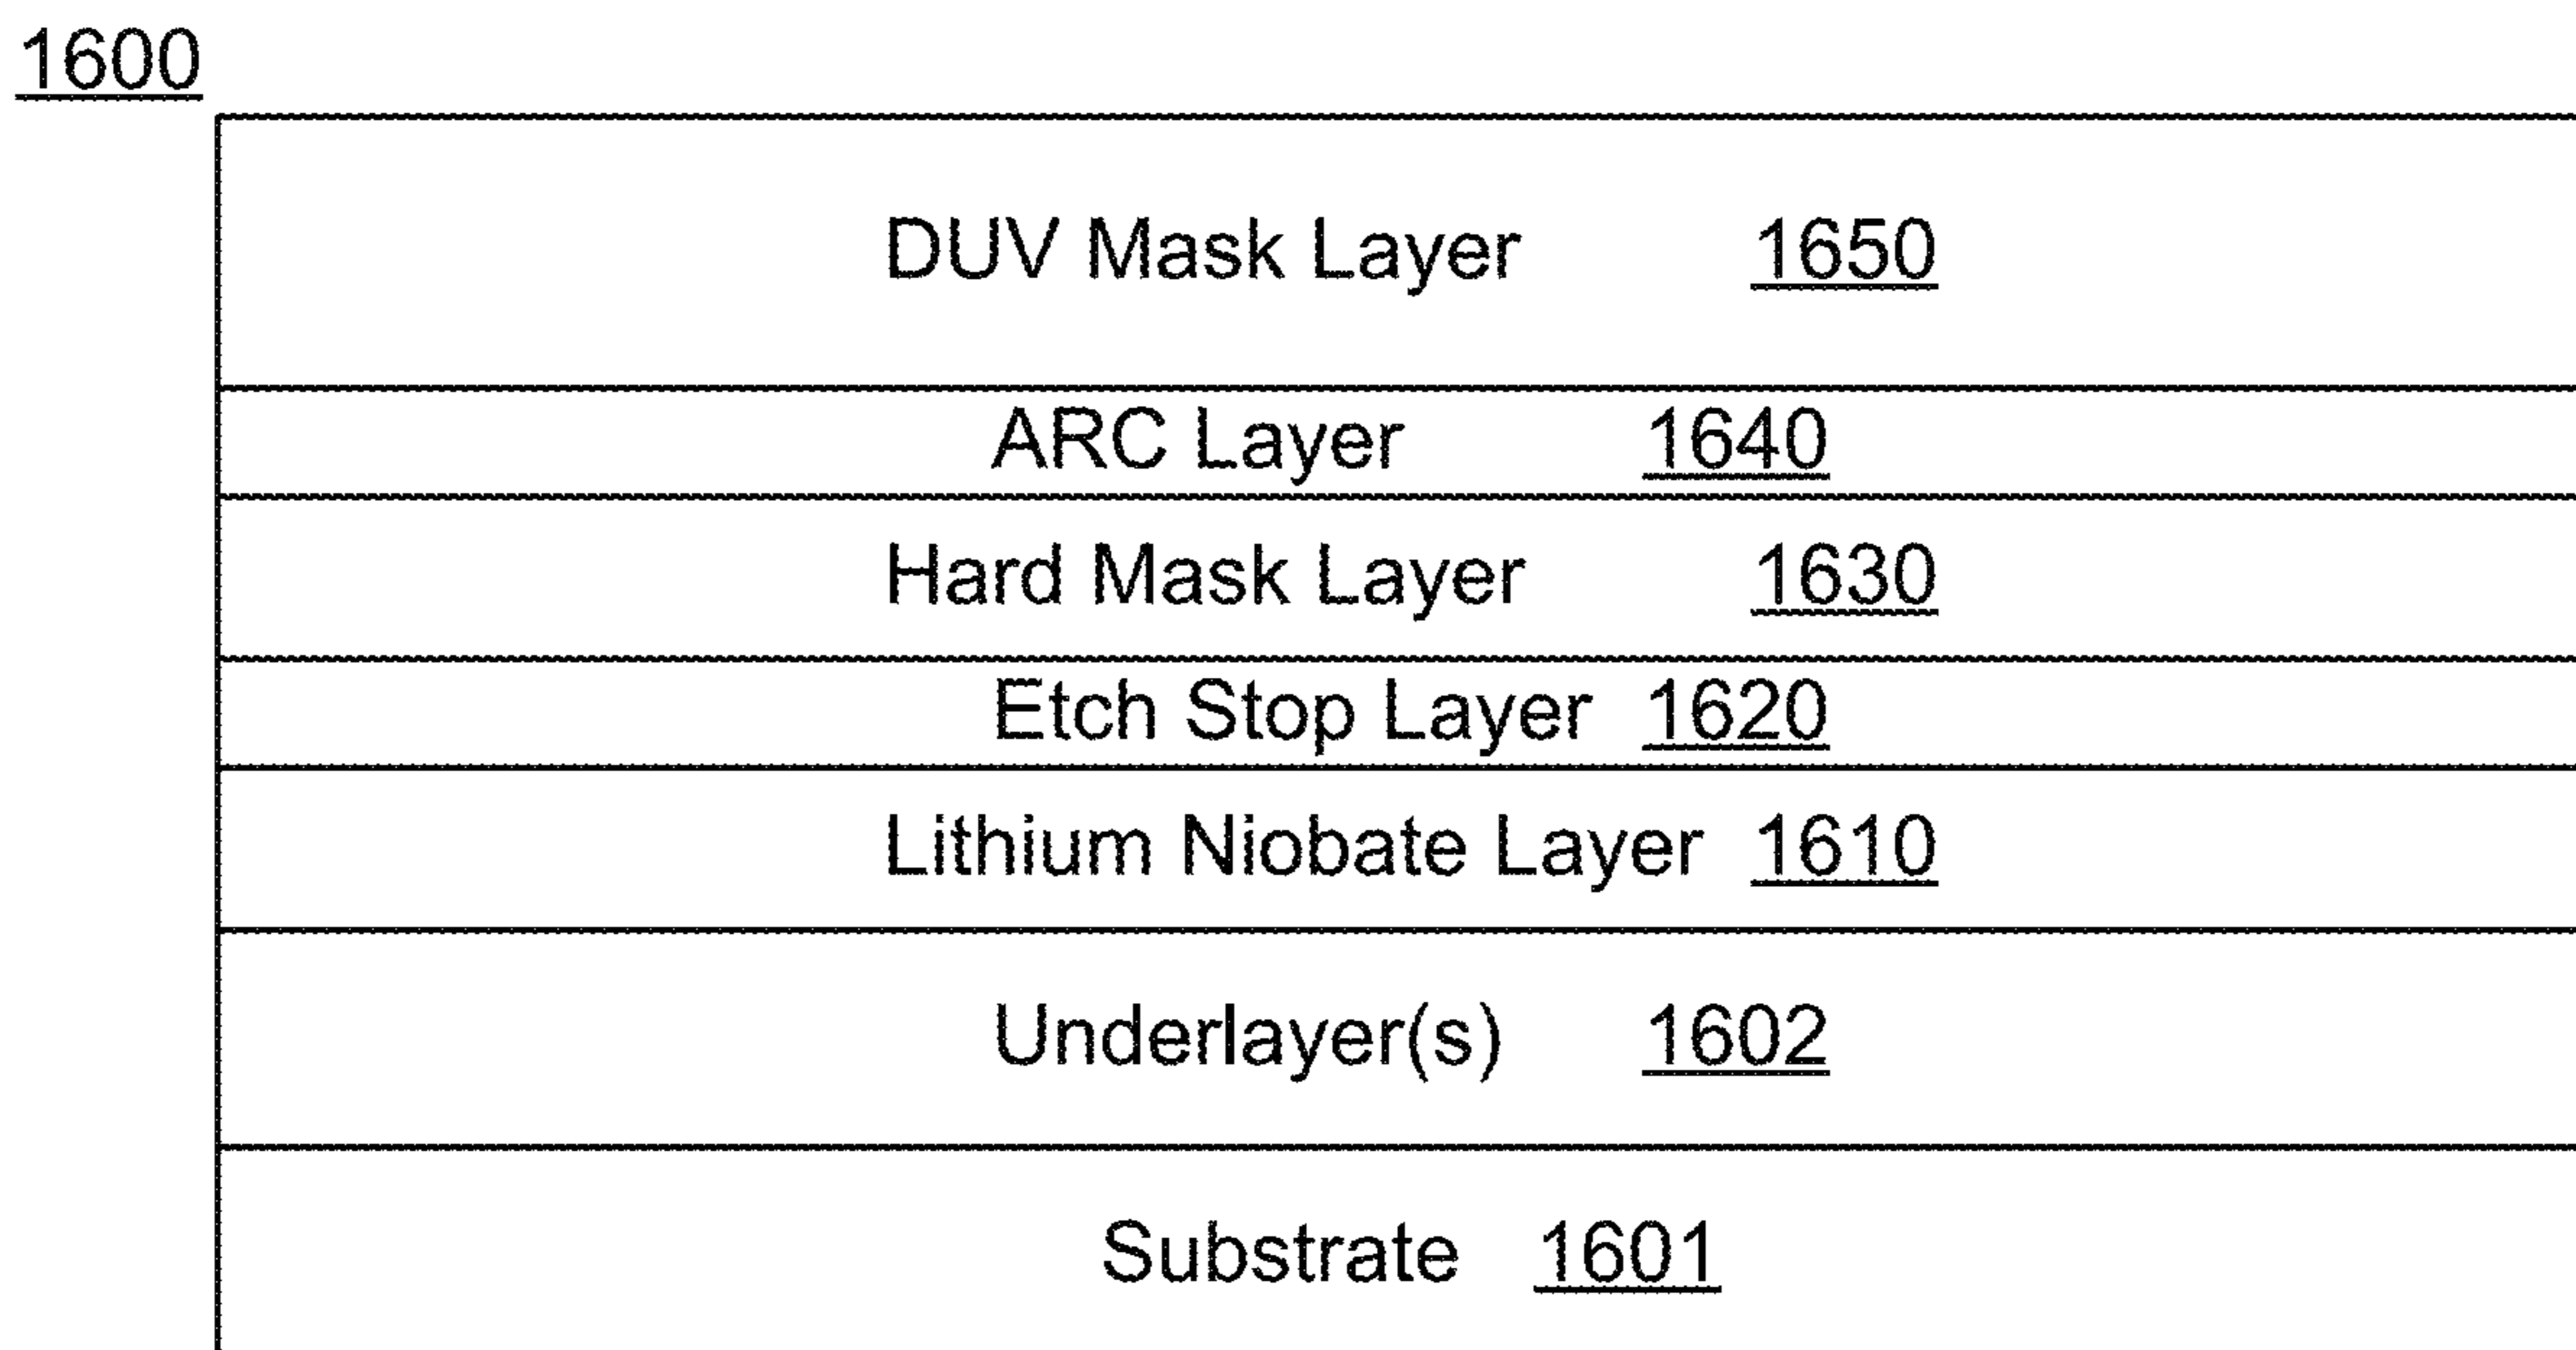 1600
DUV Mask Layer 1650
ARC Layer 1640
Hard Mask Layer 1630
Etch Stop Layer 1620
Lithium Niobate Layer 1610
Underlayer(s) 1602
Substrate 1601